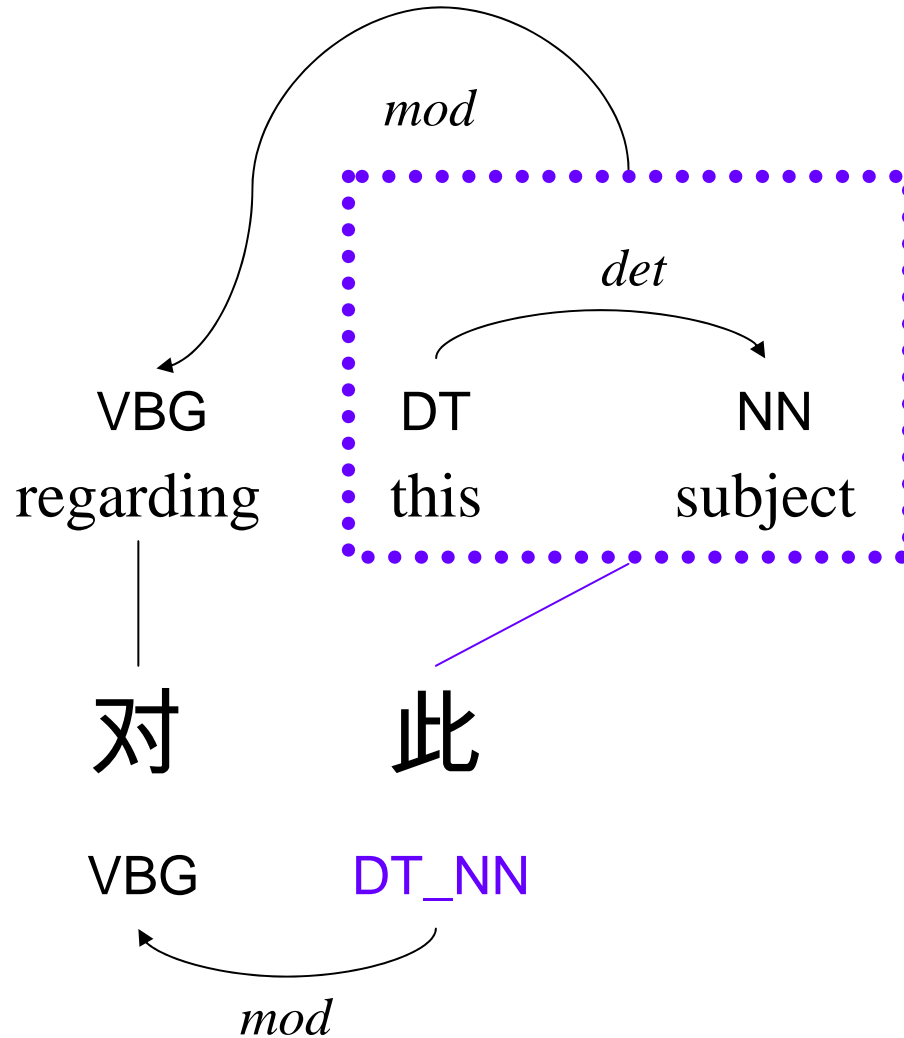 mod
det
VBG DT NN
regarding this subject
对 此
VBG DT_NN
mod